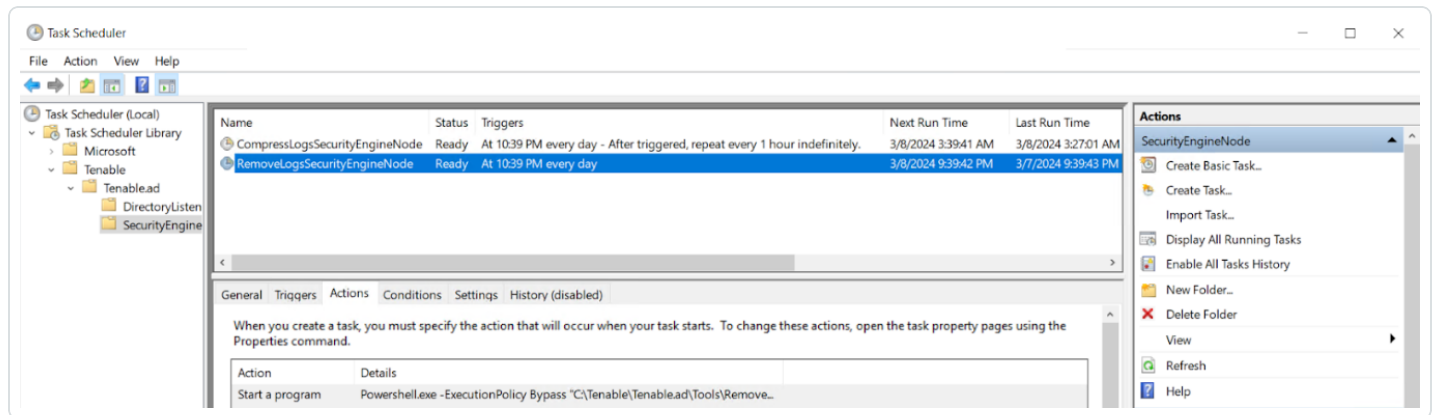 Task Scheduler
File Action View Help
Task Scheduler (Local)
Task Scheduler Library
Microsoft
Tenable
Tenable.ad
DirectoryListen
SecurityEngine
Name Status Triggers Next Run Time Last Run Time
CompressLogsSecurityEngineNode Ready At 10:39 PM every day - After triggered, repeat every 1 hour indefinitely. 3/8/2024 3:39:41 AM 3/8/2024 3:27:01 AM
RemoveLogsSecurityEngineNode Ready At 10:39 PM every day 3/8/2024 9:39:42 PM 3/7/2024 9:39:43 PM
General Triggers Actions Conditions Settings History (disabled)
When you create a task, you must specify the action that will occur when your task starts. To change these actions, open the task property pages using the
Properties command.
Action Details
Start a program Powershell.exe -ExecutionPolicy Bypass "C:\Tenable\Tenable.ad\Tools\Remove...
Actions
SecurityEngineNode
Create Basic Task...
Create Task...
Import Task...
Display All Running Tasks
Enable All Tasks History
New Folder...
Delete Folder
View
Refresh
Help